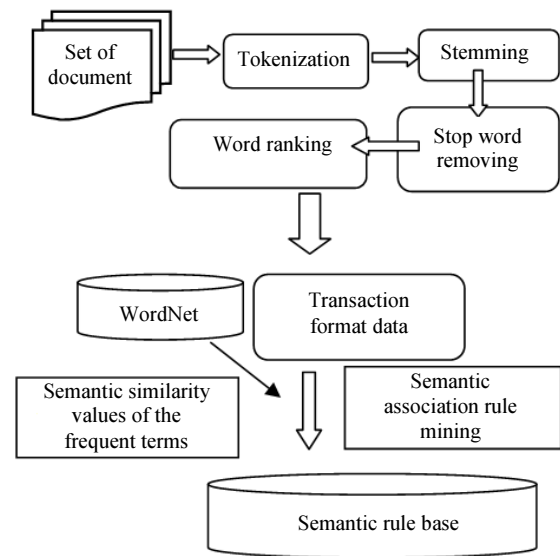 Set of
document
Tokenization
Stemming
Word ranking
Stop word
removing
WordNet
Transaction
format data
Semantic similarity
values of the
frequent terms
Semantic
association rule
mining
Semantic rule base